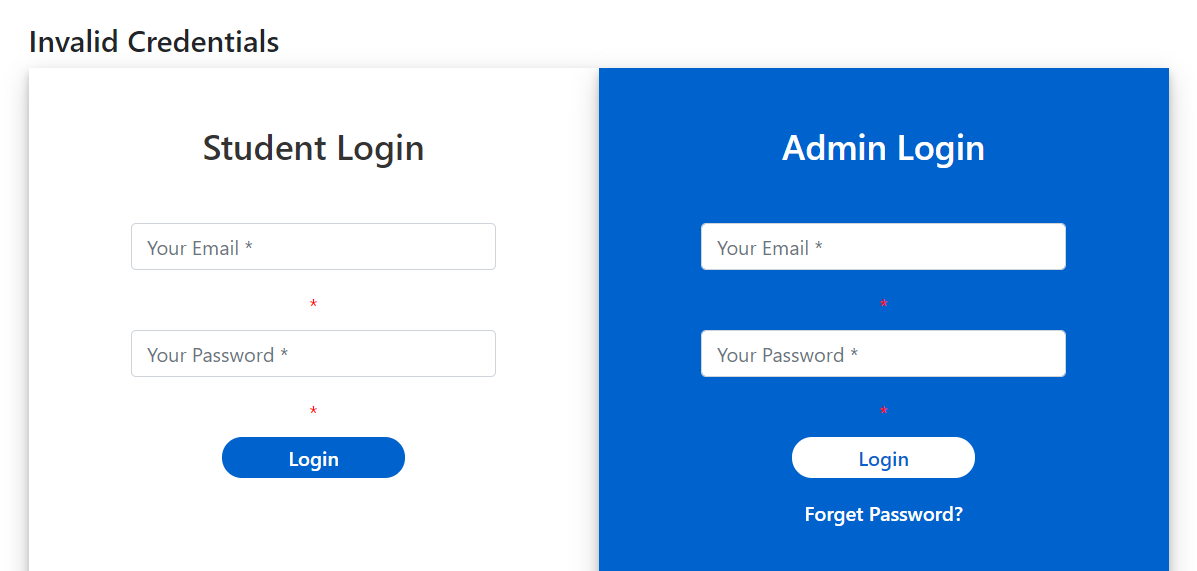 Invalid Credentials
Student Login
Your Email *
*
Your Password *
*
Login
Admin Login
Your Email *
*
Your Password *
*
Login
Forget Password?